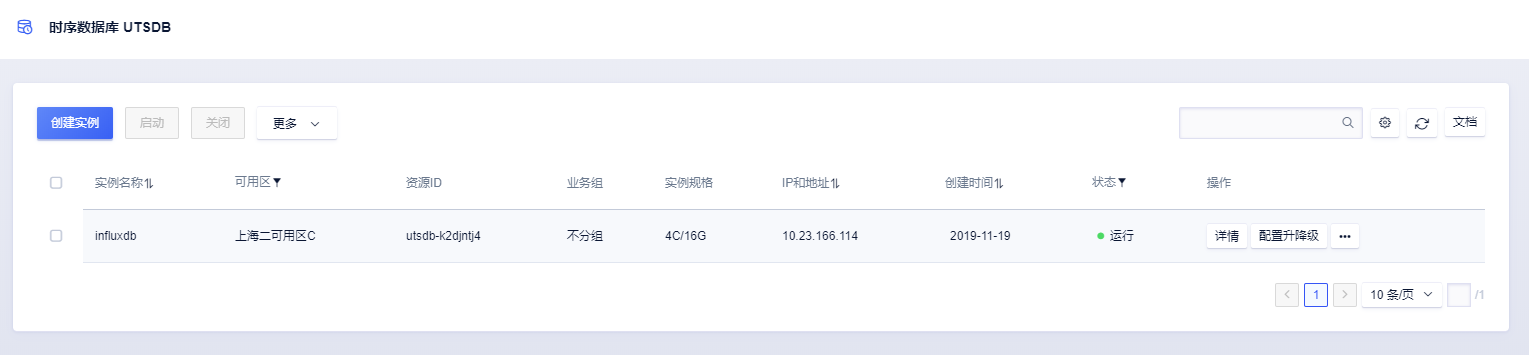 时序数据库 UTSDB
创建实例 启动 关闭 更多 文档
实例名称 可用区 资源ID 业务组 实例规格 IP和地址 创建时间 状态 操作
influxdb 上海二可用区C utsdb-k2djntj4 不分组 4C/16G 10.23.166.114 2019-11-19 运行 详情 配置升降级 •••
1 10 条/页 /1